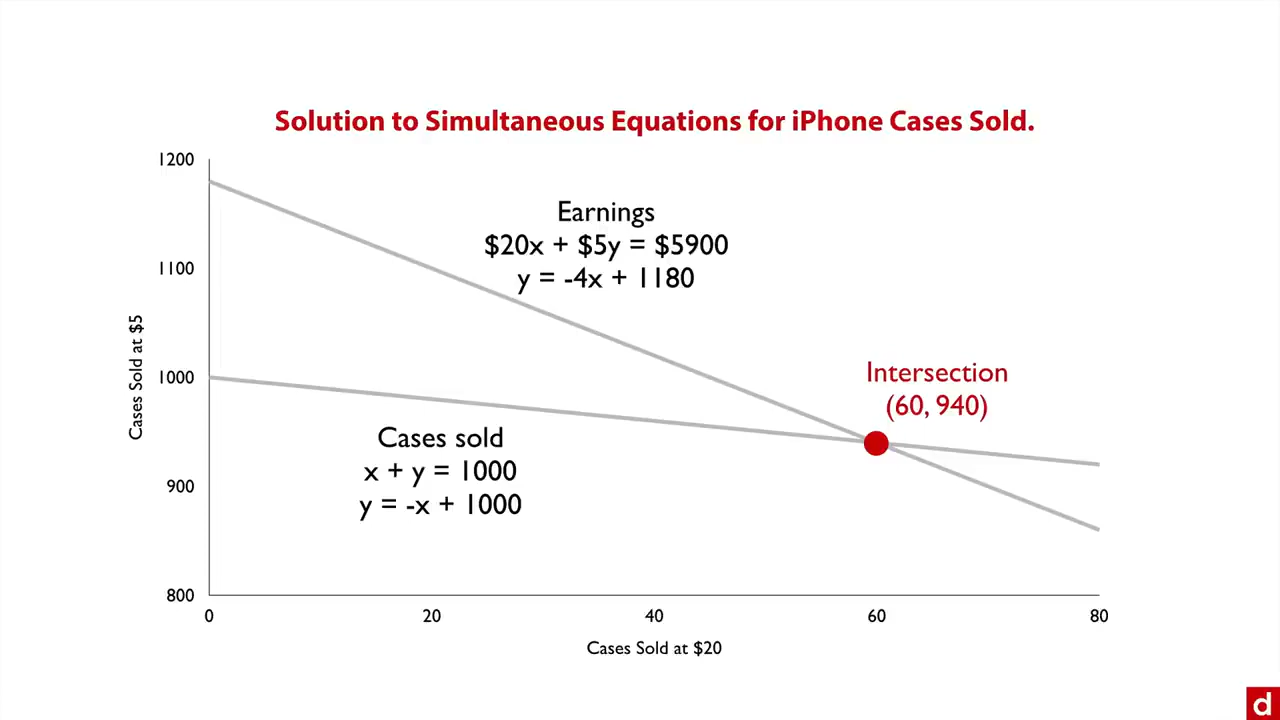 Solution to Simultaneous Equations for iPhone Cases Sold.
1200
1100
1000
900
800
Cases Sold at $5
Earnings
$20x + $5y = $5900
y = -4x + 1180
Intersection
(60, 940)
Cases sold
x + y = 1000
y = -x + 1000
0
20
40
60
80
Cases Sold at $20
d